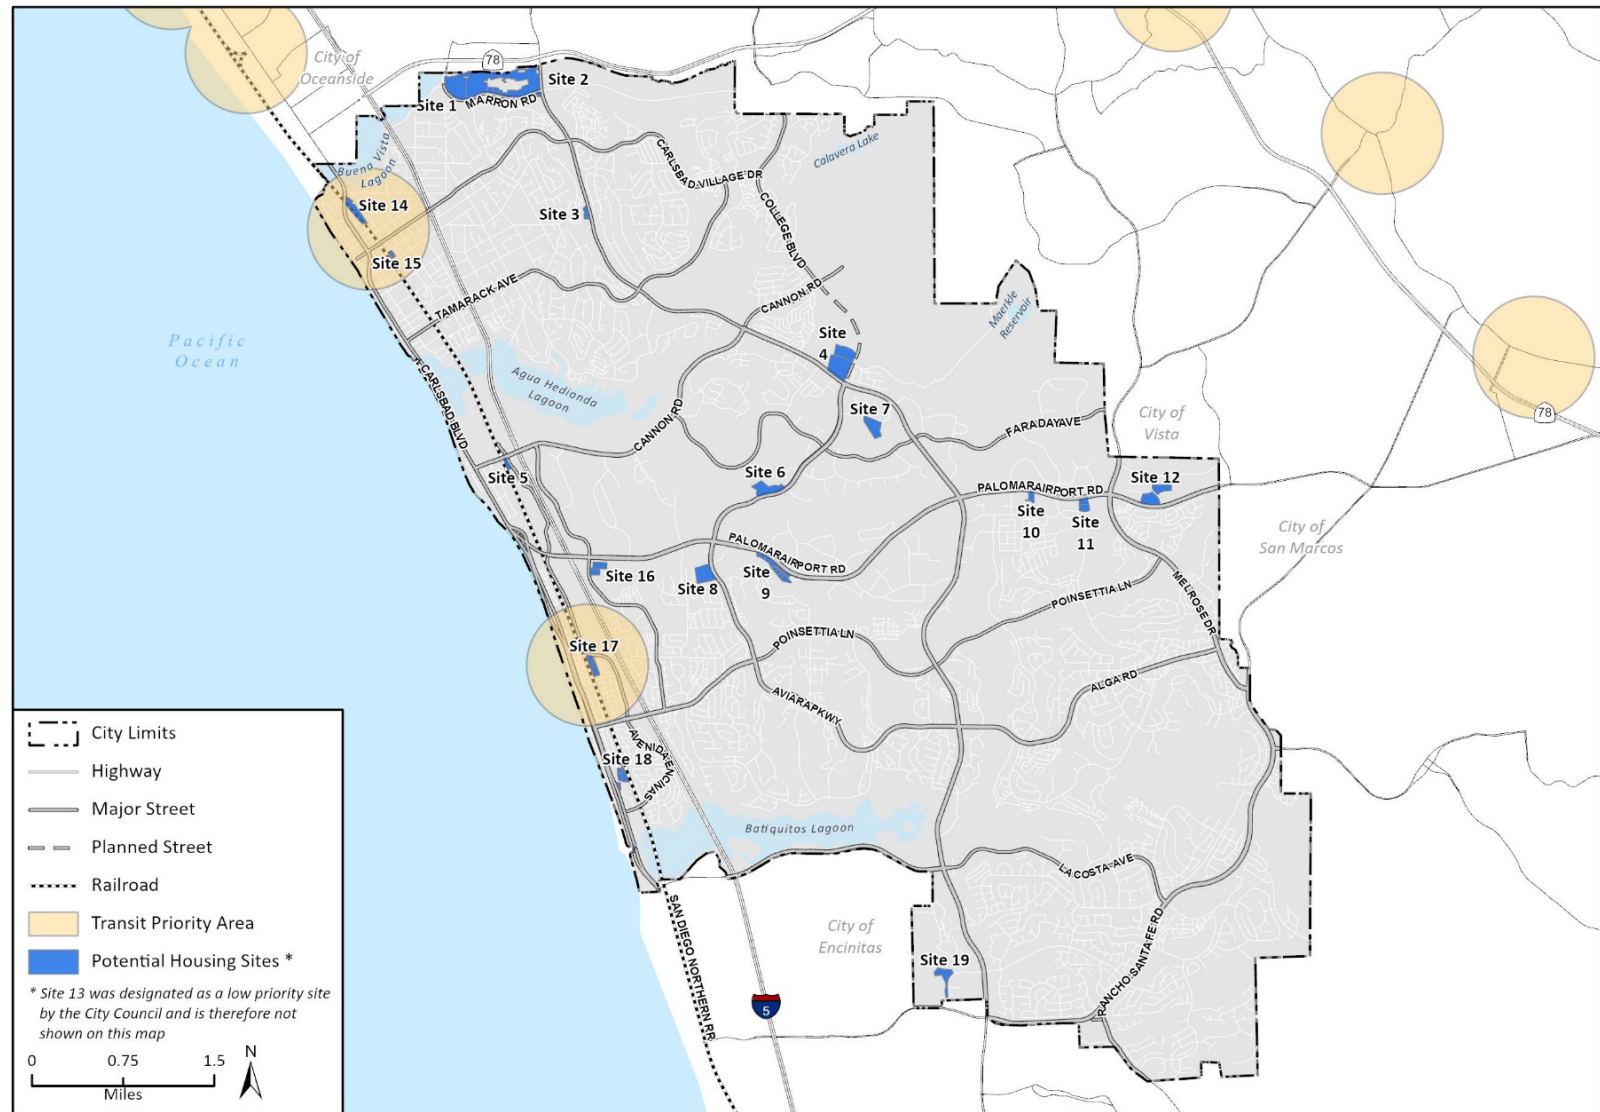 City of
Oceanside
78
Site 1
Site 2
MARRON RD
Buena Vista
Lagoon
Calavera Lake
CARLSBAD VILLAGE DR
COLLEGE BLVD
Site 14
Site 3
Site 15
TAMARACK AVE
CANNON RD
Maerkle
Reservoir
Pacific
Ocean
Site
4
Agua Hedionda
Lagoon
CARLSBAD BLVD
CANNON RD
Site 7
FARADAY AVE
City of
Vista
78
Site 5
Site 6
PALOMAR AIRPORT RD
Site 12
Site
10
Site
11
City of
San Marcos
PALOMAR AIRPORT RD
Site 16
Site 8
Site
9
POINSETTIA LN
MELROSE DR
Site 17
POINSETTIA LN
ALGA RD
AVIARA PKWY
AVENIDA ENCINAS
Site 18
Batiquitos Lagoon
LA COSTA AVE
SAN DIEGO NORTHERN RR
City of
Encinitas
RANCHO SANTA FE RD
Site 19
5
City Limits
Highway
Major Street
Planned Street
Railroad
Transit Priority Area
Potential Housing Sites *
* Site 13 was designated as a low priority site
by the City Council and is therefore not
shown on this map
0 0.75 1.5
Miles
N